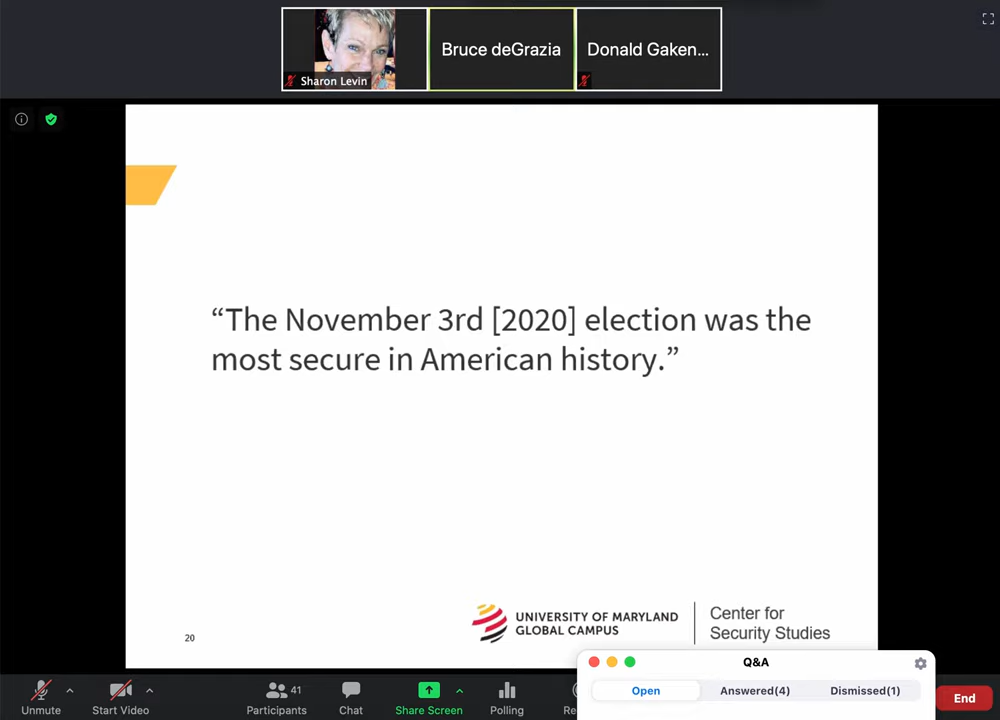 Sharon Levin
Bruce deGrazia
Donald Gaken...
“The November 3rd [2020] election was the
most secure in American history.”
20
UNIVERSITY OF MARYLAND
GLOBAL CAMPUS
Center for
Security Studies
Q&A
Open
Answered(4)
Dismissed(1)
Unmute
Start Video
41
Participants
Chat
Share Screen
Polling
Re
End